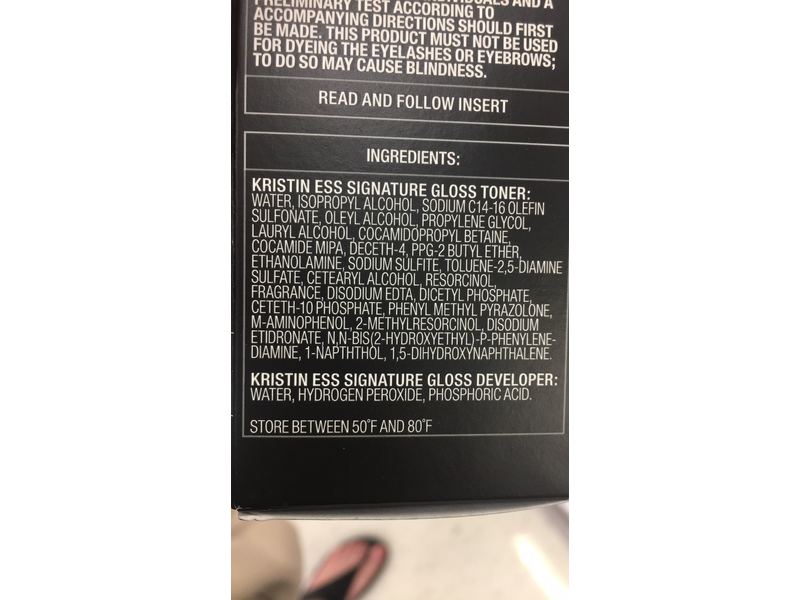 INDIVIDUALS AND A
PRELIMINARY TEST ACCORDING TO
ACCOMPANYING DIRECTIONS SHOULD FIRST
BE MADE. THIS PRODUCT MUST NOT BE USED
FOR DYEING THE EYELASHES OR EYEBROWS;
TO DO SO MAY CAUSE BLINDNESS.
READ AND FOLLOW INSERT
INGREDIENTS:
KRISTIN ESS SIGNATURE GLOSS TONER:
WATER, ISOPROPYL ALCOHOL, SODIUM C14-16 OLEFIN
SULFONATE, OLEYL ALCOHOL, PROPYLENE GLYCOL,
LAURYL ALCOHOL, COCAMIDOPROPYL BETAINE,
COCAMIDE MIPA, DECETH-4, PPG-2 BUTYL ETHER,
ETHANOLAMINE, SODIUM SULFITE, TOLUENE-2,5-DIAMINE
SULFATE, CETEARYL ALCOHOL, RESORCINOL,
FRAGRANCE, DISODIUM EDTA, DICETYL PHOSPHATE,
CETETH-10 PHOSPHATE, PHENYL METHYL PYRAZOLONE,
M-AMINOPHENOL, 2-METHYLRESORCINOL, DISODIUM
ETIDRONATE, N,N-BIS(2-HYDROXYETHYL)-P-PHENYLENE-
DIAMINE, 1-NAPHTHOL, 1,5-DIHYDROXYNAPHTHALENE.
KRISTIN ESS SIGNATURE GLOSS DEVELOPER:
WATER, HYDROGEN PEROXIDE, PHOSPHORIC ACID.
STORE BETWEEN 50°F AND 80°F